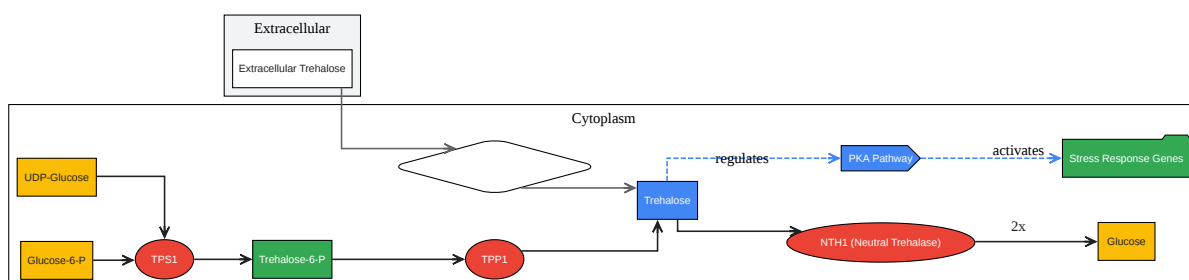 Extracellular
Extracellular Trehalose
Cytoplasm
UDP-Glucose
regulates
PKA Pathway
activates
Stress Response Genes
Trehalose
Glucose-6-P
TPS1
Trehalose-6-P
TPP1
NTH1 (Neutral Trehalase)
2x
Glucose